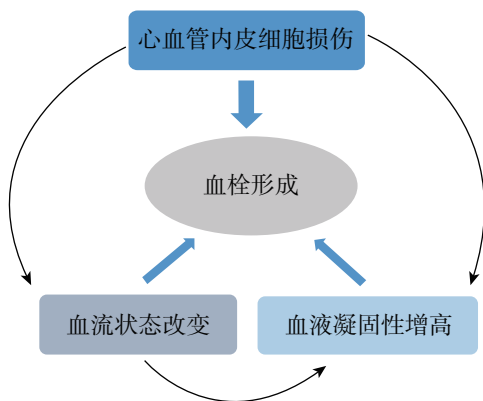 心血管内皮细胞损伤
血栓形成
血流状态改变
血液凝固性增高